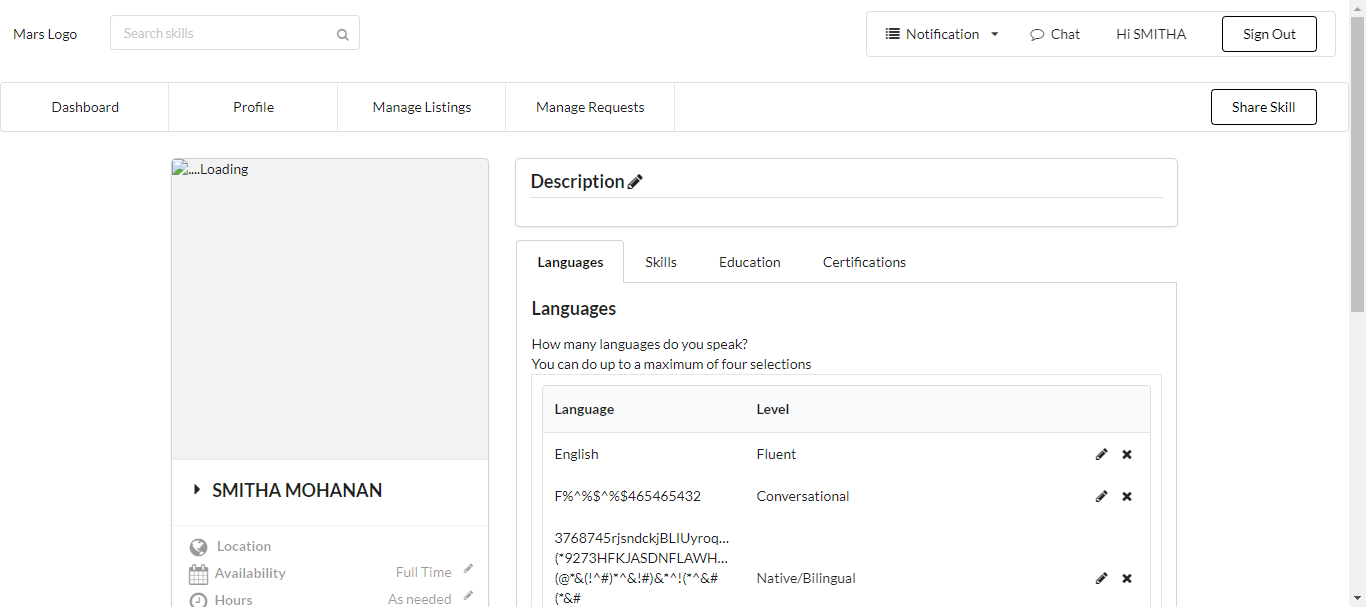 Mars Logo
Search skills
Notification
Chat
Hi SMITHA
Sign Out
Dashboard
Profile
Manage Listings
Manage Requests
Share Skill
....Loading
SMITHA MOHANAN
Location
Availability Full Time
Hours As needed
Description
Languages Skills Education Certifications
Languages
How many languages do you speak?
You can do up to a maximum of four selections
Language Level
English Fluent
F%^%$^%$465465432 Conversational
3768745rjsndckjBLIUyroq...
(*9273HFKJASDNFLAWH...
(@*&(!^#)*^&!#)&*^!(*^&# Native/Bilingual
(*&#